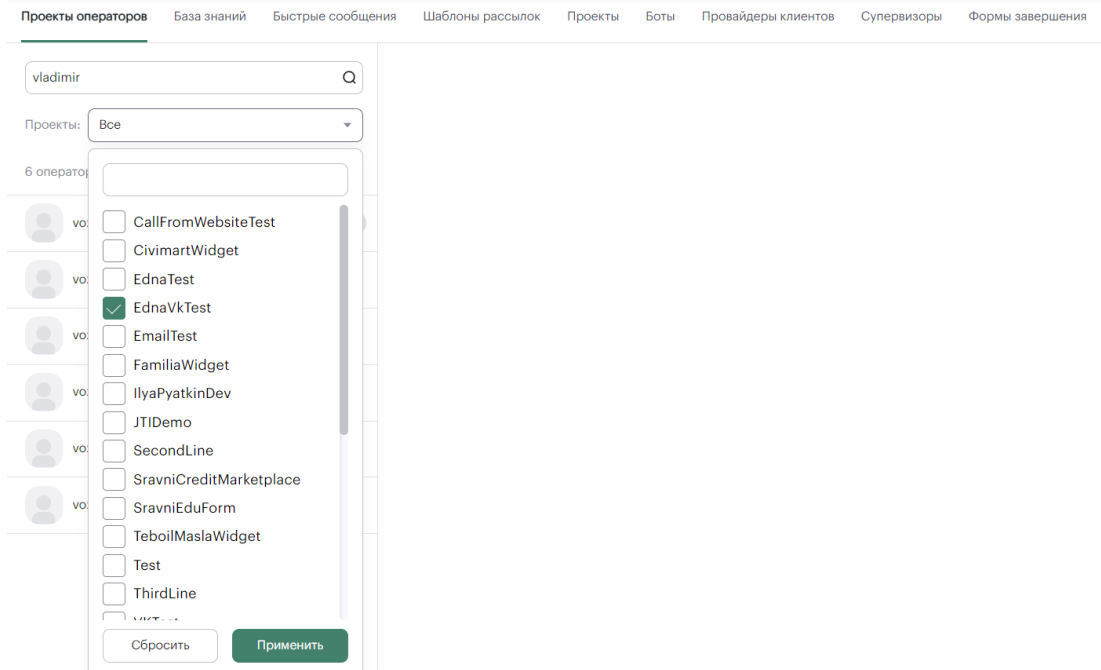 Проекты операторов База знаний Быстрые сообщения Шаблоны рассылок Проекты Боты Провайдеры клиентов Супервизоры Формы завершения
vladimir
Проекты: Все
6
CallFromWebsiteTest
CivimartWidget
EdnaTest
EdnaVkTest
EmailTest
FamiliaWidget
IlyaPyatkinDev
JTIDemo
SecondLine
SravniCreditMarketplace
SravniEduForm
TeboilMaslaWidget
Test
ThirdLine
Сбросить Применить